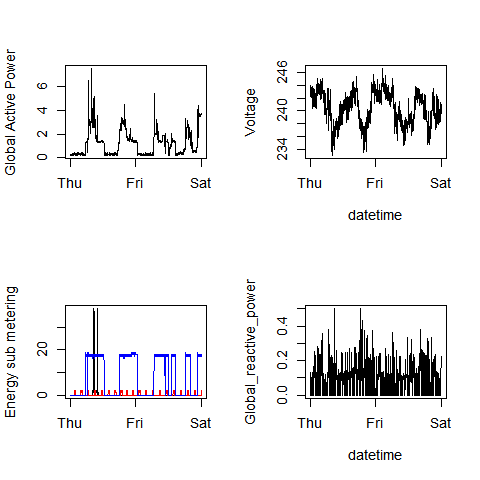 Global Active Power
0 2 4 6
Thu Fri Sat
Voltage
234 240 246
Thu Fri Sat
datetime
Energy sub metering
0 20
Thu Fri Sat
Global_reactive_power
0.0 0.2 0.4
Thu Fri Sat
datetime